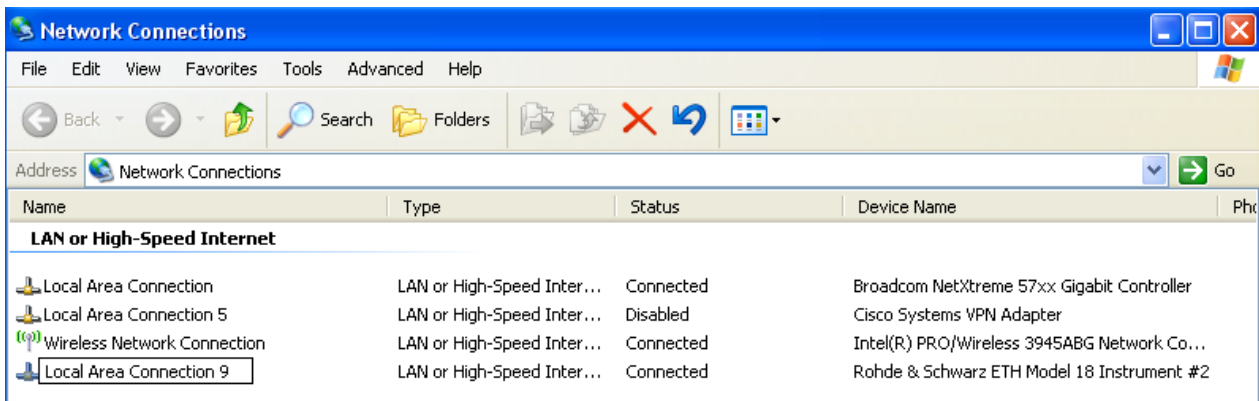 Network Connections
File Edit View Favorites Tools Advanced Help
Back Search Folders
Address Network Connections Go
Name Type Status Device Name Pho
LAN or High-Speed Internet
Local Area Connection LAN or High-Speed Inter... Connected Broadcom NetXtreme 57xx Gigabit Controller
Local Area Connection 5 LAN or High-Speed Inter... Disabled Cisco Systems VPN Adapter
Wireless Network Connection LAN or High-Speed Inter... Connected Intel(R) PRO/Wireless 3945ABG Network Co...
Local Area Connection 9 LAN or High-Speed Inter... Connected Rohde & Schwarz ETH Model 18 Instrument #2